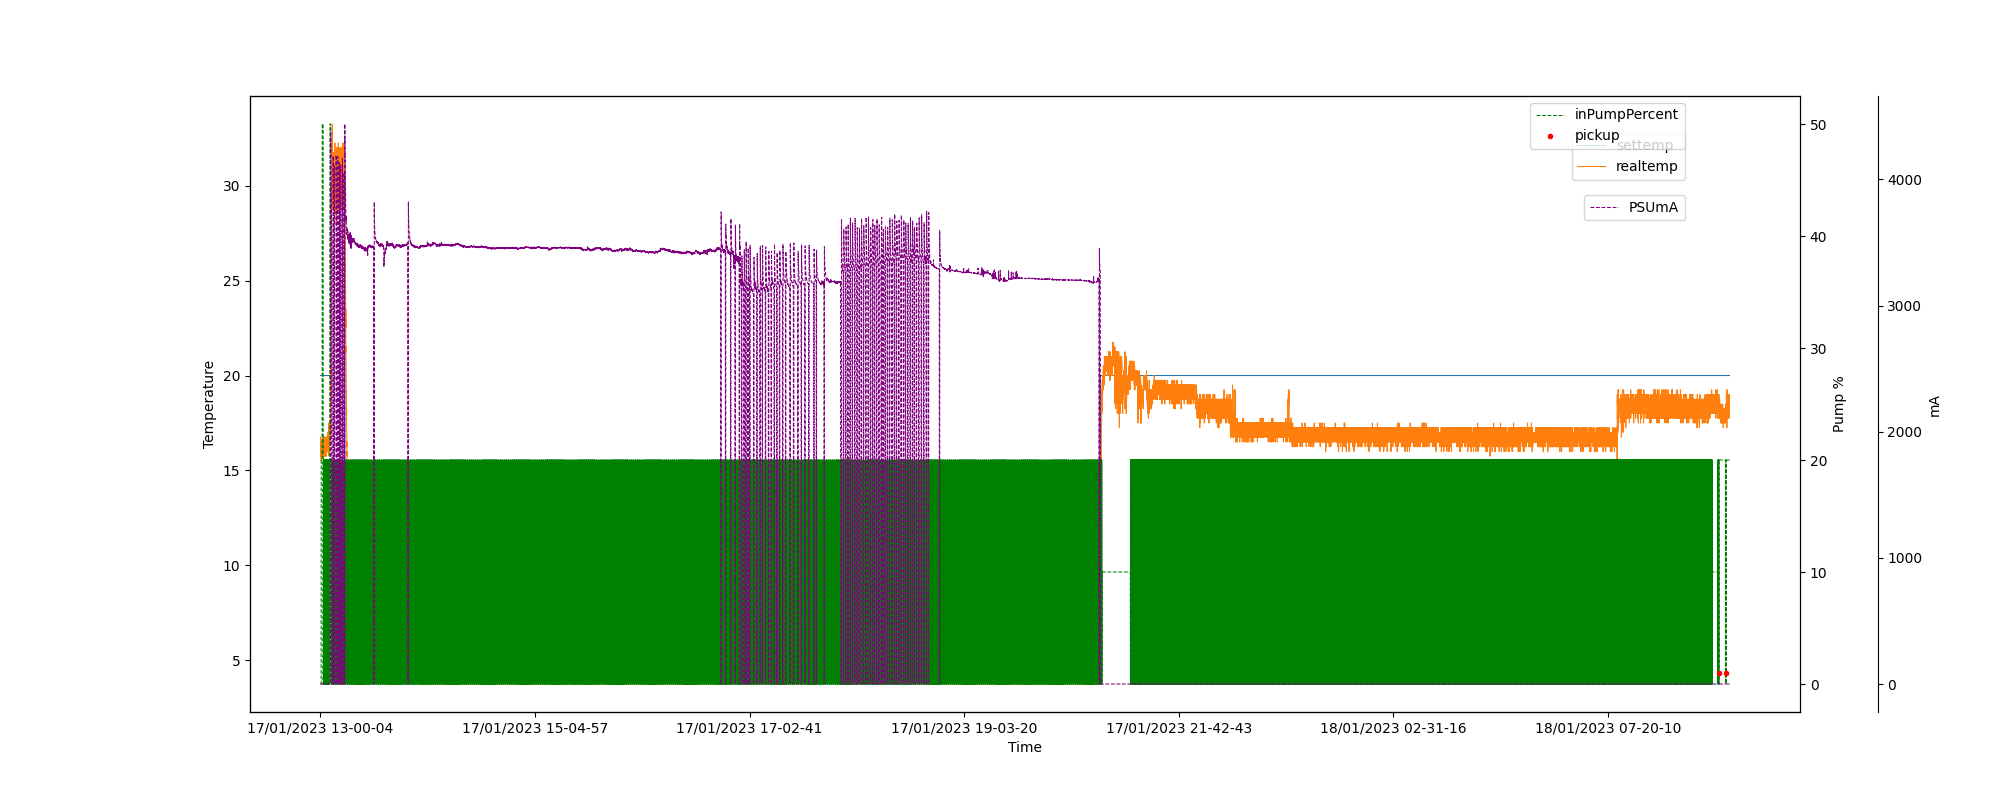 inPumpPercent
pickup
settemp
realtemp
PSUmA
30
25
20
15
10
5
Temperature
50
40
30
20
10
0
Pump %
4000
3000
2000
1000
0
mA
17/01/2023 13-00-04
17/01/2023 15-04-57
17/01/2023 17-02-41
17/01/2023 19-03-20
17/01/2023 21-42-43
18/01/2023 02-31-16
18/01/2023 07-20-10
Time